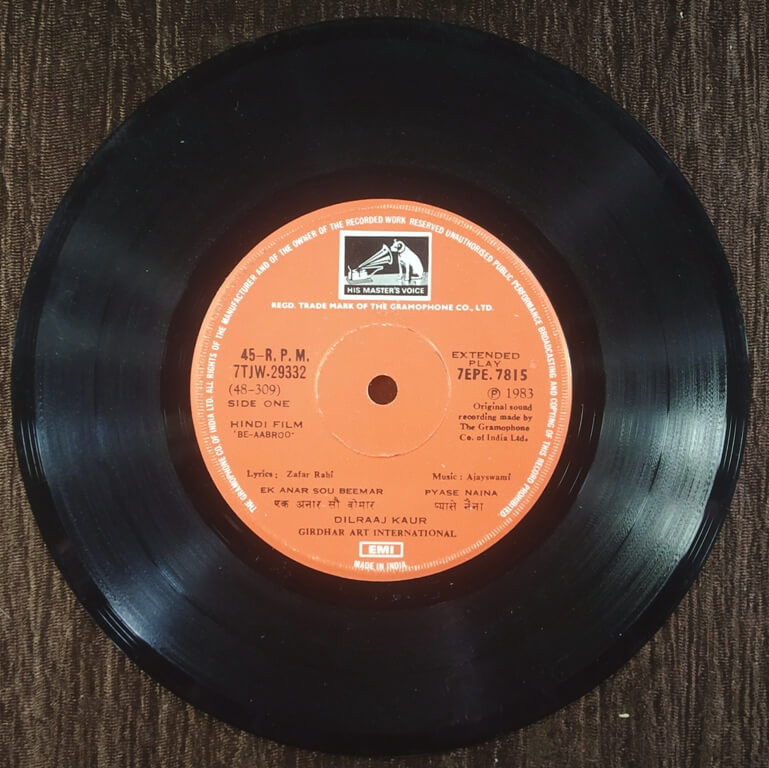 THE GRAMOPHONE CO. OF INDIA LTD. ALL RIGHTS OF THE MANUFACTURER AND OF THE OWNER OF THE RECORDED WORK RESERVED UNAUTHORISED PUBLIC PERFORMANCE BROADCASTING AND COPYING OF THIS RECORD PROHIBITED.
HIS MASTER'S VOICE
REGD. TRADE MARK OF THE GRAMOPHONE CO., LTD.
45-R.P.M.
7TJW-29332
(48-309)
SIDE ONE
HINDI FILM
'BE-AABROO'
EXTENDED
PLAY
7EPE.7815
Ⓟ 1983
Original sound
recording made by
The Gramophone
Co. of India Ltd.
Lyrics: Zafar Rahi Music: Ajayswami
EK ANAR SOU BEEMAR PYASE NAINA
एक अनार सौ बीमार प्यासे नैना
DILRAAJ KAUR
GIRDHAR ART INTERNATIONAL
EMI
MADE IN INDIA